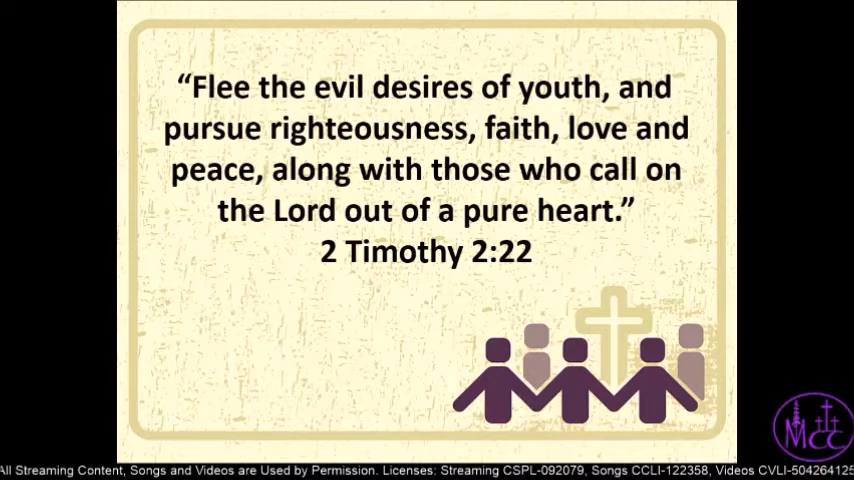 “Flee the evil desires of youth, and
pursue righteousness, faith, love and
peace, along with those who call on
the Lord out of a pure heart.”
2 Timothy 2:22
MCC
All Streaming Content, Songs and Videos are Used by Permission. Licenses: Streaming CSPL-092079, Songs CCLI-122358, Videos CVLI-504264125